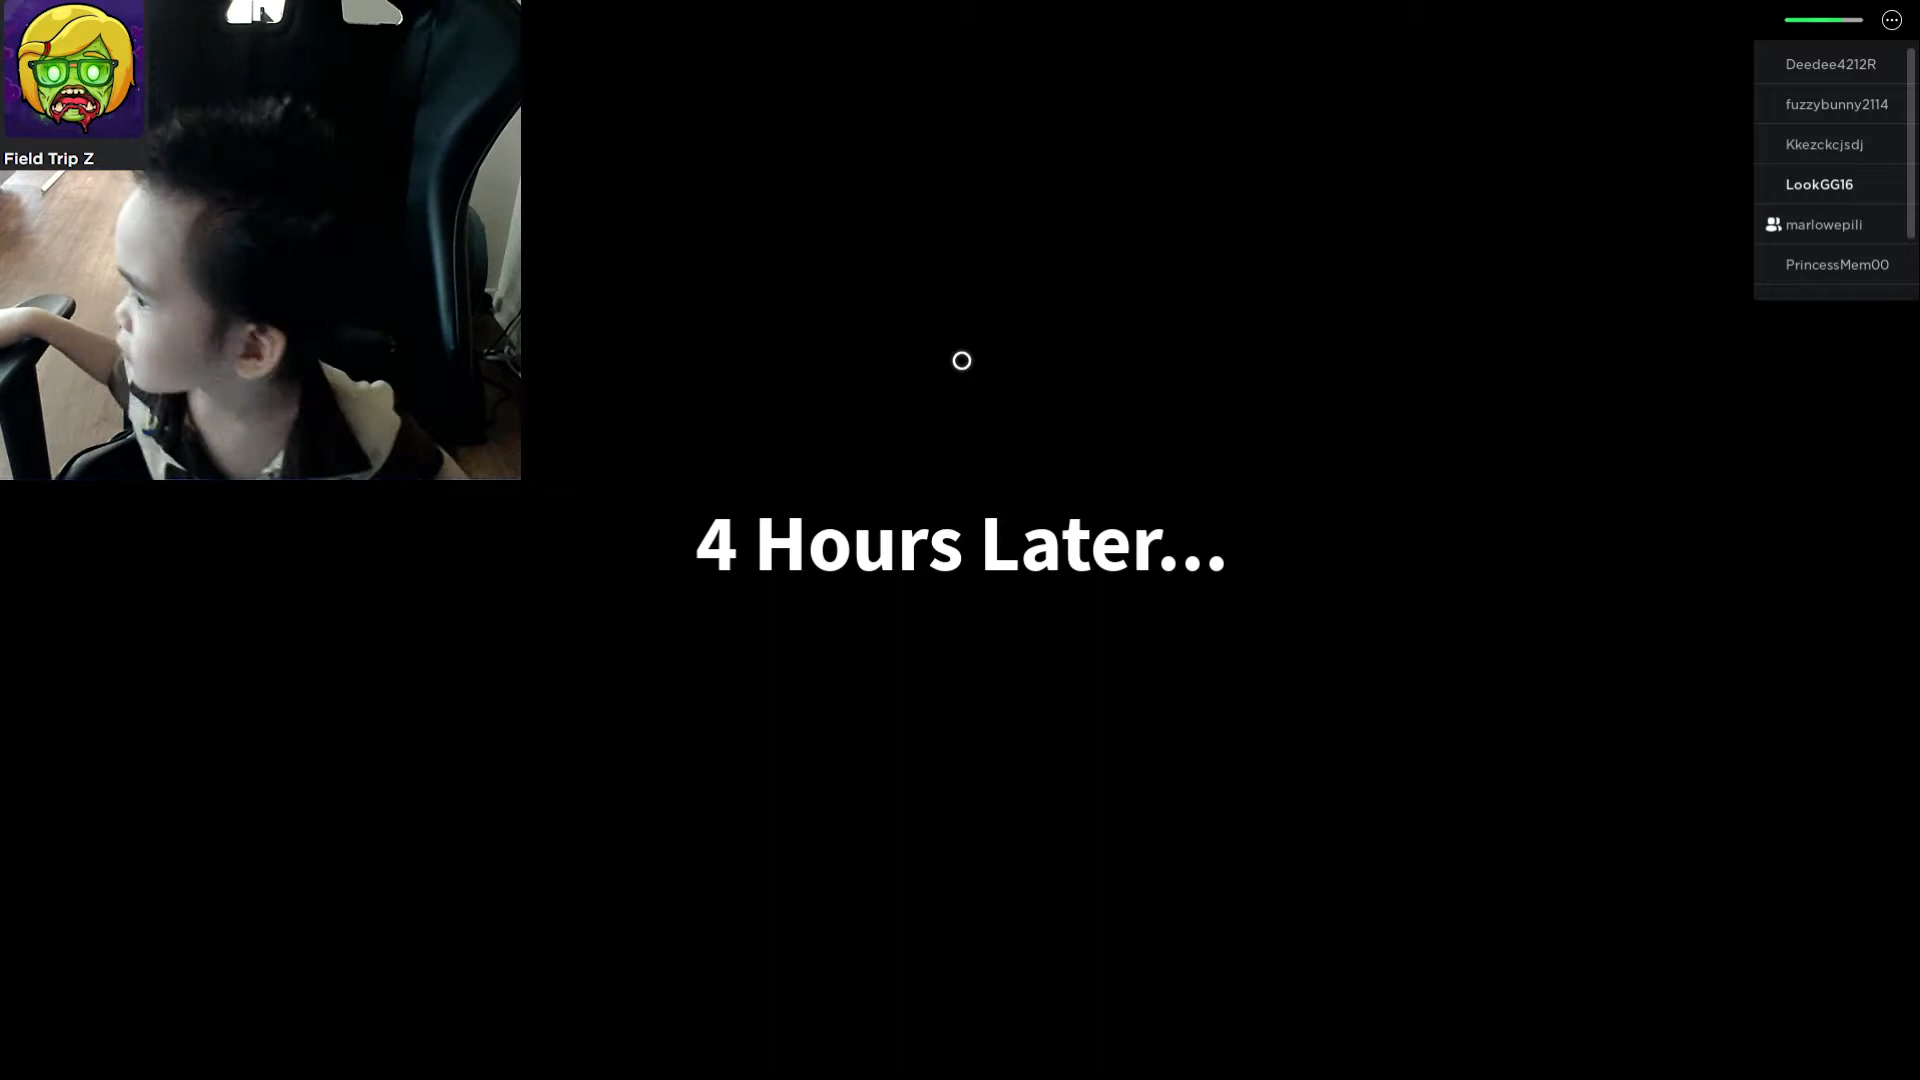 Field Trip Z
Deedee4212R
fuzzybunny2114
Kkezckcjsdj
LookGG16
marlowepili
PrincessMem00
4 Hours Later...